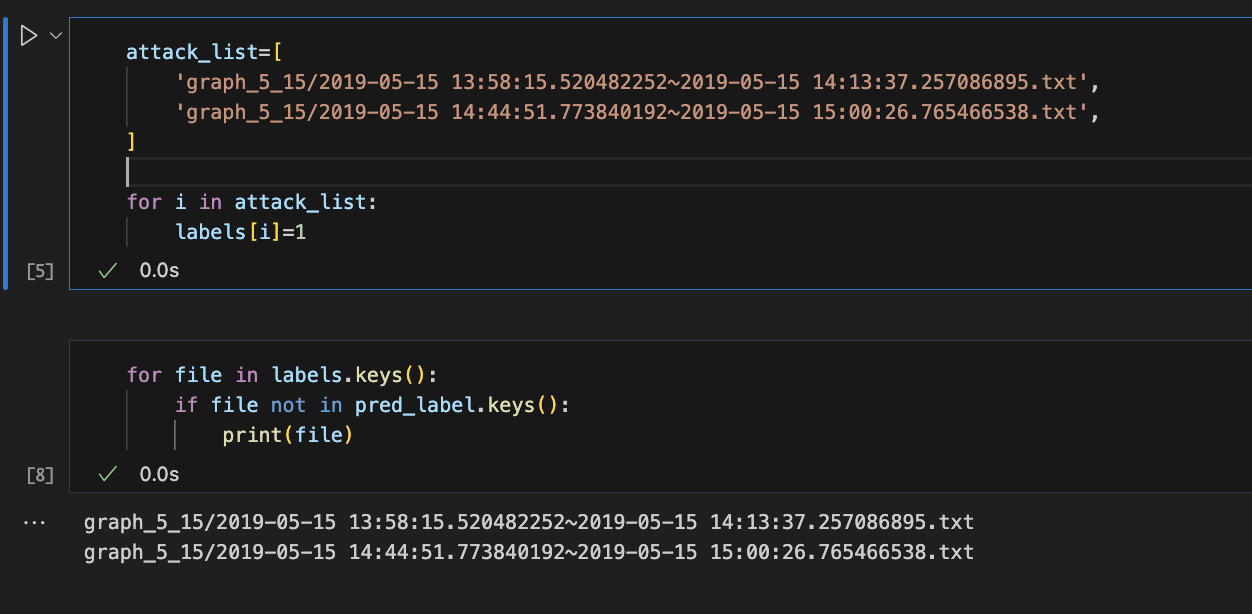 attack_list=[
    'graph_5_15/2019-05-15 13:58:15.520482252~2019-05-15 14:13:37.257086895.txt',
    'graph_5_15/2019-05-15 14:44:51.773840192~2019-05-15 15:00:26.765466538.txt',
]
for i in attack_list:
    labels[i]=1
[5] 0.0s
for file in labels.keys():
    if file not in pred_label.keys():
        print(file)
[8] 0.0s
... graph_5_15/2019-05-15 13:58:15.520482252~2019-05-15 14:13:37.257086895.txt
graph_5_15/2019-05-15 14:44:51.773840192~2019-05-15 15:00:26.765466538.txt